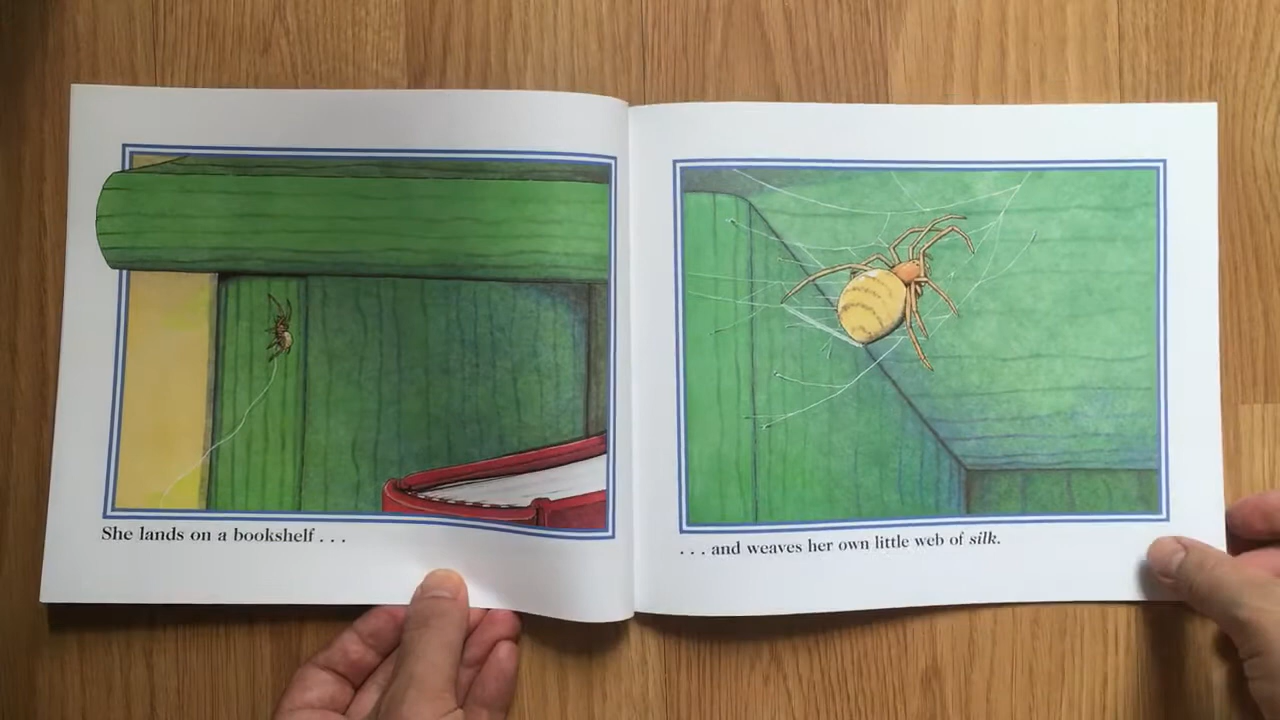 She lands on a bookshelf . . .
. . . and weaves her own little web of silk.